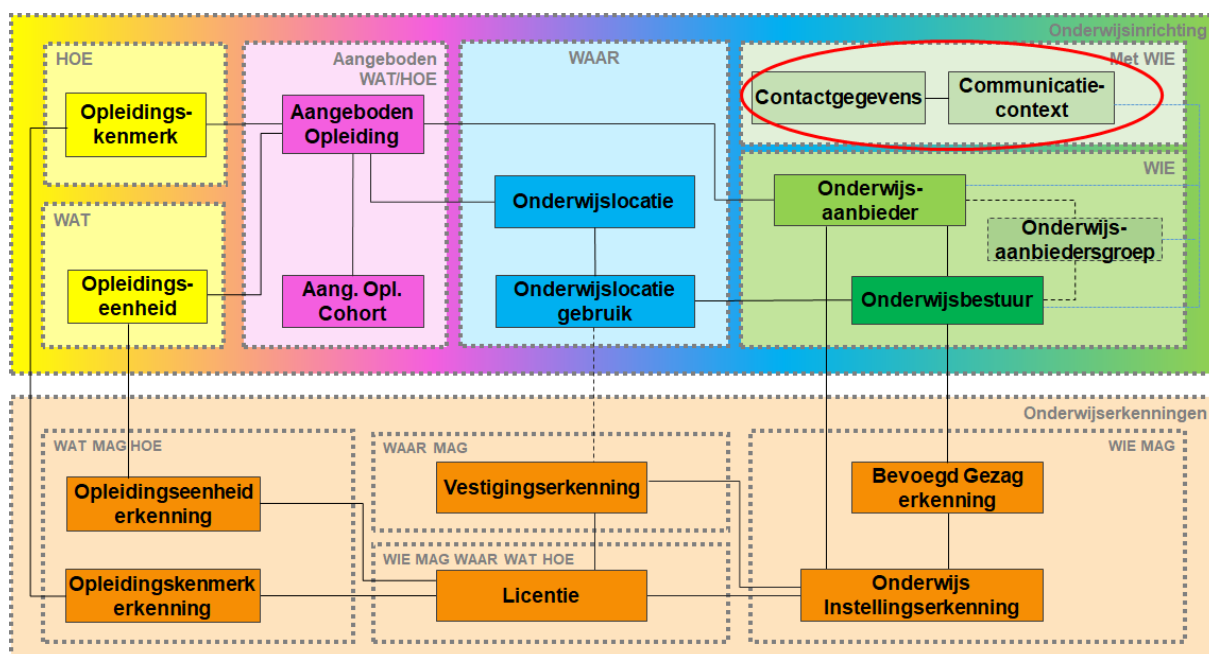 Onderwijsinrichting
HOE
Opleidings-
kenmerk
Aangeboden
WAT/HOE
Aangeboden
Opleiding
WAAR
Met WIE
Contactgegevens
Communicatie-
context
WAT
Opleidings-
eenheid
Aang. Opl.
Cohort
Onderwijslocatie
Onderwijslocatie
gebruik
WIE
Onderwijs-
aanbieder
Onderwijs-
aanbiedersgroep
Onderwijsbestuur
Onderwijserkenningen
WAT MAG HOE
Opleidingseenheid
erkenning
Opleidingskenmerk
erkenning
WAAR MAG
Vestigingserkenning
WIE MAG WAAR WAT HOE
Licentie
WIE MAG
Bevoegd Gezag
erkenning
Onderwijs
Instellingserkenning